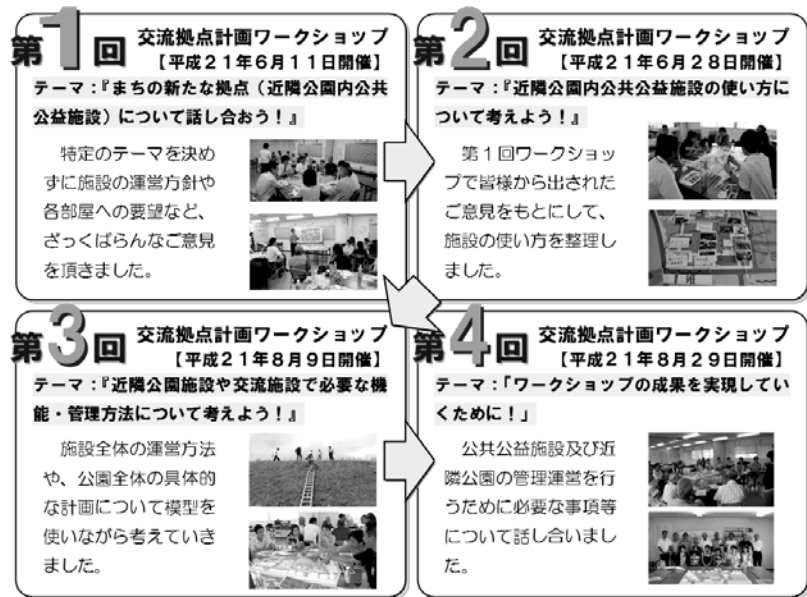 第1回 交流拠点計画ワークショップ
【平成21年6月11日開催】
テーマ：『まちの新たな拠点（近隣公園内公共
公益施設）について話し合おう！』
特定のテーマを決め
ずに施設の運営方針や
各部屋への要望など、
ざっくばらんなご意見
を頂きました。
第2回 交流拠点計画ワークショップ
【平成21年6月28日開催】
テーマ：『近隣公園内公共公益施設の使い方に
ついて考えよう！』
第1回ワークショッ
プで皆様から出された
ご意見をもとにして、
施設の使い方を整理し
ました。
第3回 交流拠点計画ワークショップ
【平成21年8月9日開催】
テーマ：『近隣公園施設や交流施設で必要な機
能・管理方法について考えよう！』
施設全体の運営方法
や、公園全体の具体的
な計画について模型を
使いながら考えていき
ました。
第4回 交流拠点計画ワークショップ
【平成21年8月29日開催】
テーマ：「ワークショップの成果を実現してい
くために！」
公共公益施設及び近
隣公園の管理運営を行
うために必要な事項等
について話し合いまし
た。